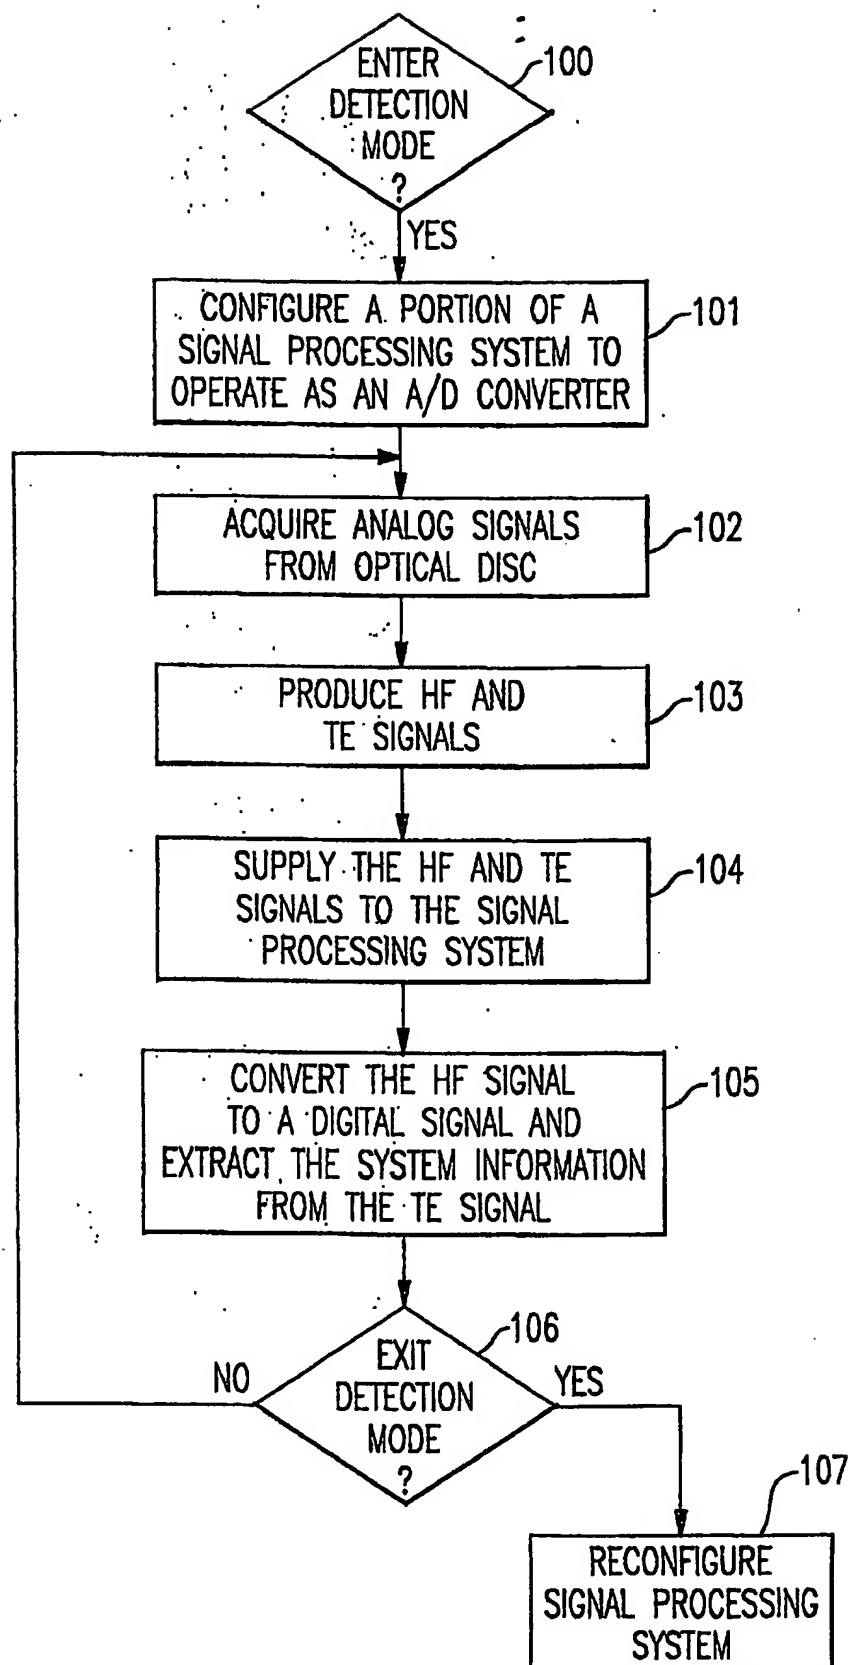 ENTER
DETECTION
MODE
?
100
YES
CONFIGURE A PORTION OF A
SIGNAL PROCESSING SYSTEM TO
OPERATE AS AN A/D CONVERTER
101
ACQUIRE ANALOG SIGNALS
FROM OPTICAL DISC
102
PRODUCE HF AND
TE SIGNALS
103
SUPPLY THE HF AND TE
SIGNALS TO THE SIGNAL
PROCESSING SYSTEM
104
CONVERT THE HF SIGNAL
TO A DIGITAL SIGNAL AND
EXTRACT THE SYSTEM INFORMATION
FROM THE TE SIGNAL
105
EXIT
DETECTION
MODE
?
106
NO
YES
107
RECONFIGURE
SIGNAL PROCESSING
SYSTEM